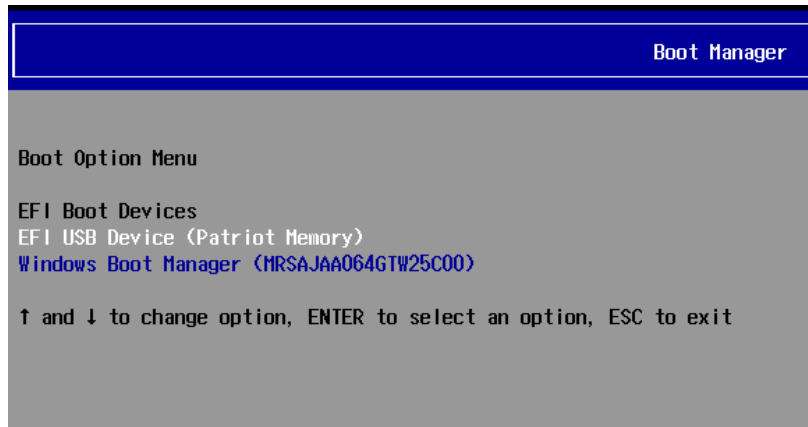 Boot Manager
Boot Option Menu
EFI Boot Devices
EFI USB Device (Patriot Memory)
Windows Boot Manager (MRSAJAA064GTW25C00)
↑ and ↓ to change option, ENTER to select an option, ESC to exit